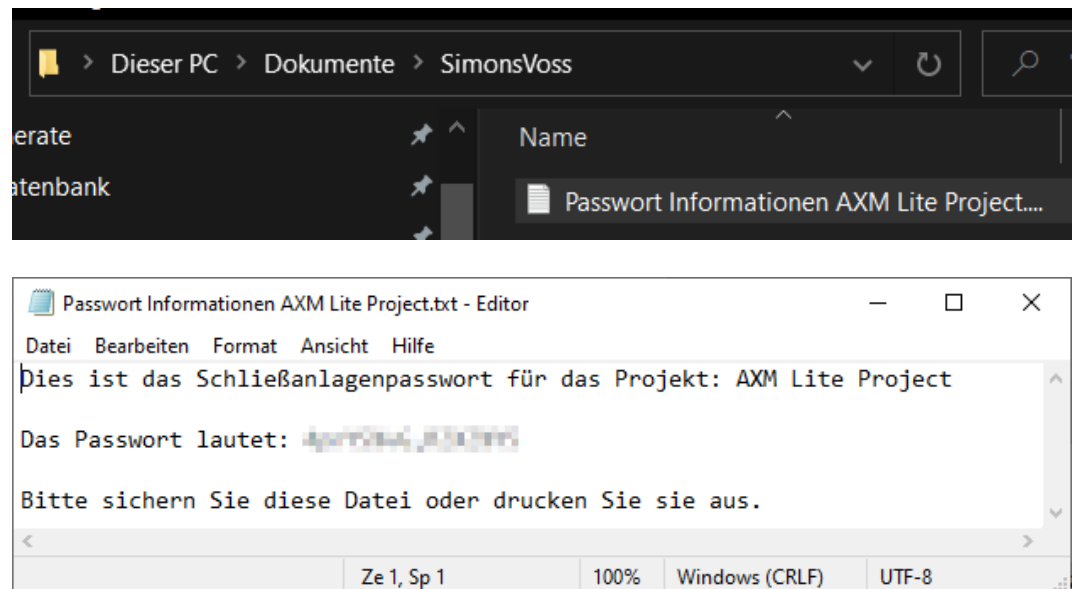 Dieser PC > Dokumente > SimonsVoss
erate
Name
atenbank
Passwort Informationen AXM Lite Project....
Passwort Informationen AXM Lite Project.txt - Editor
Datei Bearbeiten Format Ansicht Hilfe
Dies ist das Schließanlagenpasswort für das Projekt: AXM Lite Project
Das Passwort lautet:
Bitte sichern Sie diese Datei oder drucken Sie sie aus.
Ze 1, Sp 1 100% Windows (CRLF) UTF-8